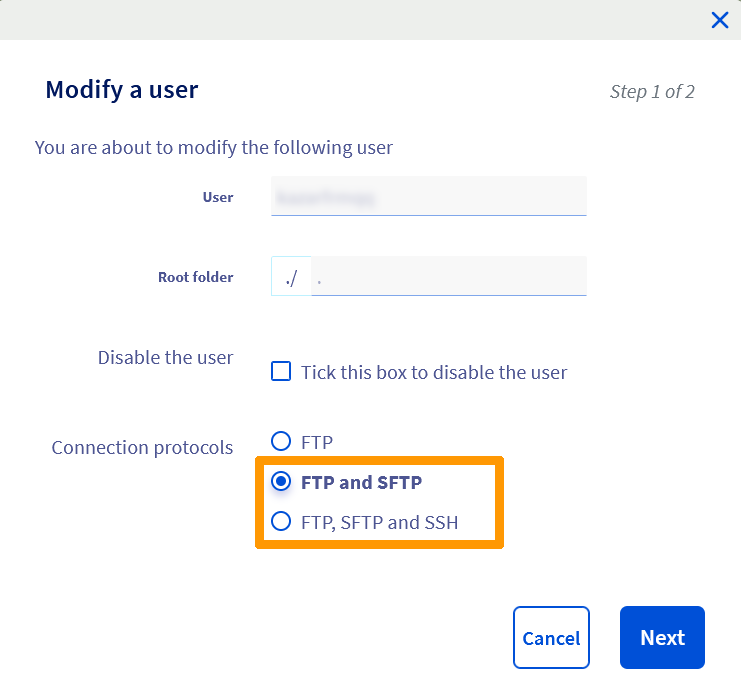 Modify a user
Step 1 of 2
You are about to modify the following user
User
Root folder
./ .
Disable the user
Tick this box to disable the user
Connection protocols
FTP
FTP and SFTP
FTP, SFTP and SSH
Cancel
Next